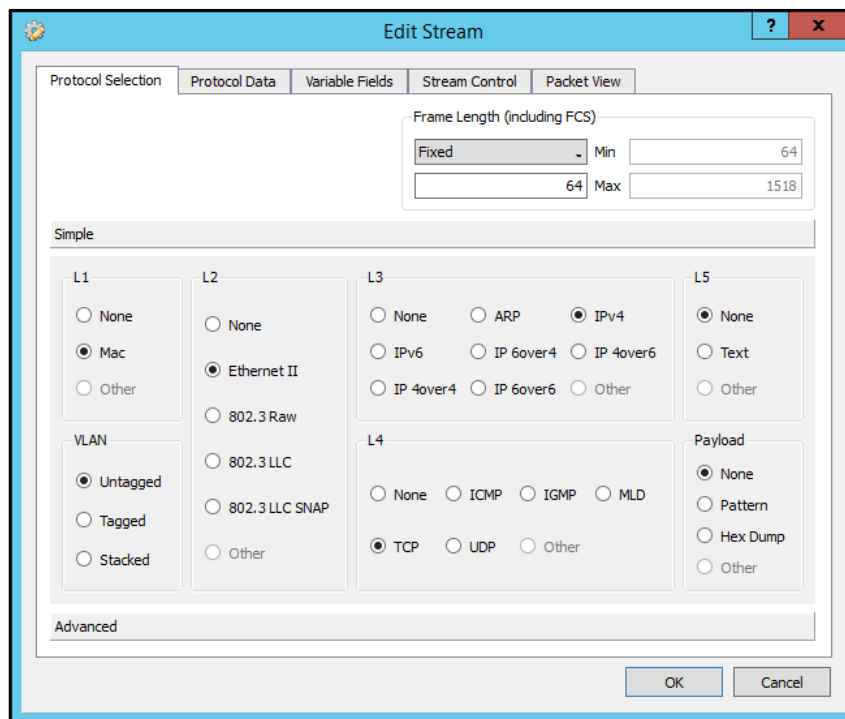 Edit Stream
?
x
Protocol Selection
Protocol Data
Variable Fields
Stream Control
Packet View
Frame Length (including FCS)
Fixed
Min
64
64
Max
1518
Simple
L1
None
Mac
Other
VLAN
Untagged
Tagged
Stacked
L2
None
Ethernet II
802.3 Raw
802.3 LLC
802.3 LLC SNAP
Other
L3
None
ARP
IPv4
IPv6
IP 6over4
IP 4over6
IP 4over4
IP 6over6
Other
L4
None
ICMP
IGMP
MLD
TCP
UDP
Other
L5
None
Text
Other
Payload
None
Pattern
Hex Dump
Other
Advanced
OK
Cancel